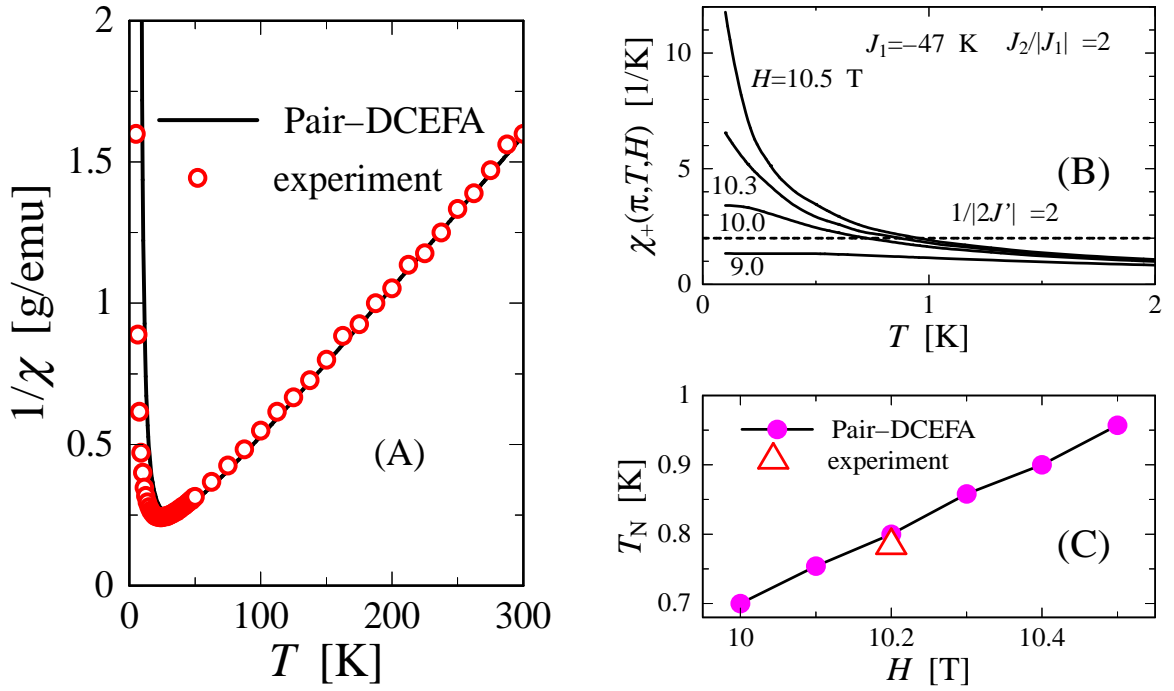 2
1.5
1
0.5
0
1/χ [g/emu]
Pair–DCEFA
experiment
(A)
0 100 200 300
T [K]
10
5
0
χ+(π,T,H) [1/K]
J1=−47 K J2/|J1| =2
H=10.5 T
10.3
10.0
9.0
(B)
1/|2J'| =2
0 1 2
T [K]
1
0.9
0.8
0.7
TN [K]
Pair–DCEFA
experiment
(C)
10 10.2 10.4
H [T]